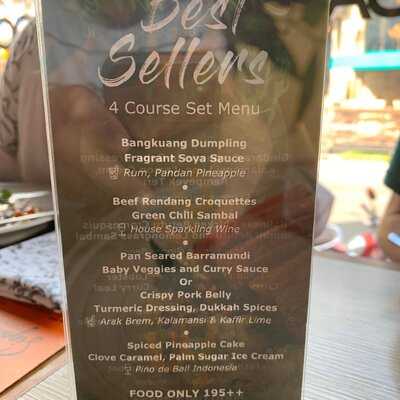 Best
Sellers
4 Course Set Menu
Bangkuang Dumpling
Fragrant Soya Sauce
Rum, Pandan Pineapple
Beef Rendang Croquettes
Green Chili Sambal
House Sparkling Wine
Pan Seared Barramundi
Baby Veggies and Curry Sauce
Or
Crispy Pork Belly
Turmeric Dressing, Dukkah Spices
Arak Brem, Kalamansi & Kaffir Lime
Spiced Pineapple Cake
Clove Caramel, Palm Sugar Ice Cream
Pino de Bali Indonesia
FOOD ONLY 195++